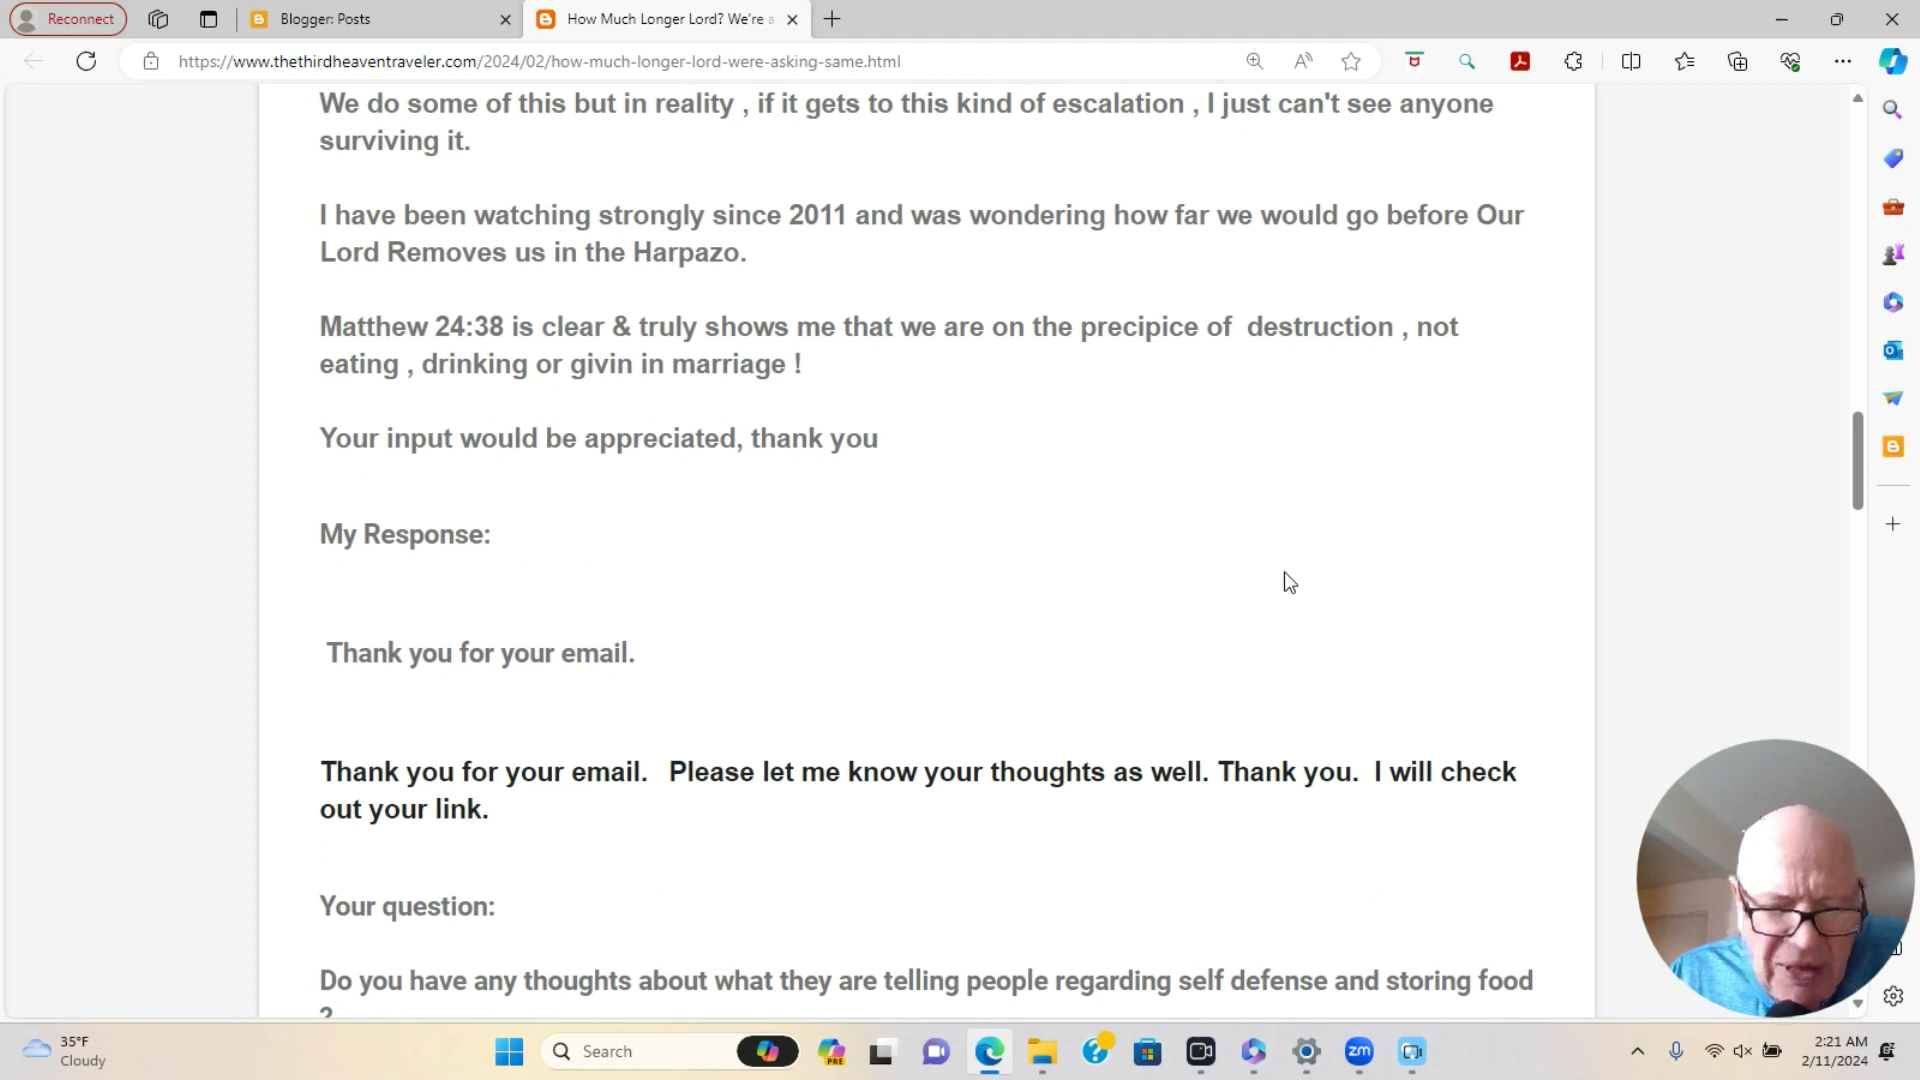 Reconnect
Blogger: Posts
How Much Longer Lord? We're a
https://www.thethirdheaventraveler.com/2024/02/how-much-longer-lord-were-asking-same.html
We do some of this but in reality , if it gets to this kind of escalation , I just can't see anyone
surviving it.
I have been watching strongly since 2011 and was wondering how far we would go before Our
Lord Removes us in the Harpazo.
Matthew 24:38 is clear & truly shows me that we are on the precipice of  destruction , not
eating , drinking or givin in marriage !
Your input would be appreciated, thank you
My Response:
Thank you for your email.
Thank you for your email.   Please let me know your thoughts as well. Thank you.  I will check
out your link.
Your question:
Do you have any thoughts about what they are telling people regarding self defense and storing food
?
35°F
Cloudy
Search
PRE
zm
2:21 AM
2/11/2024